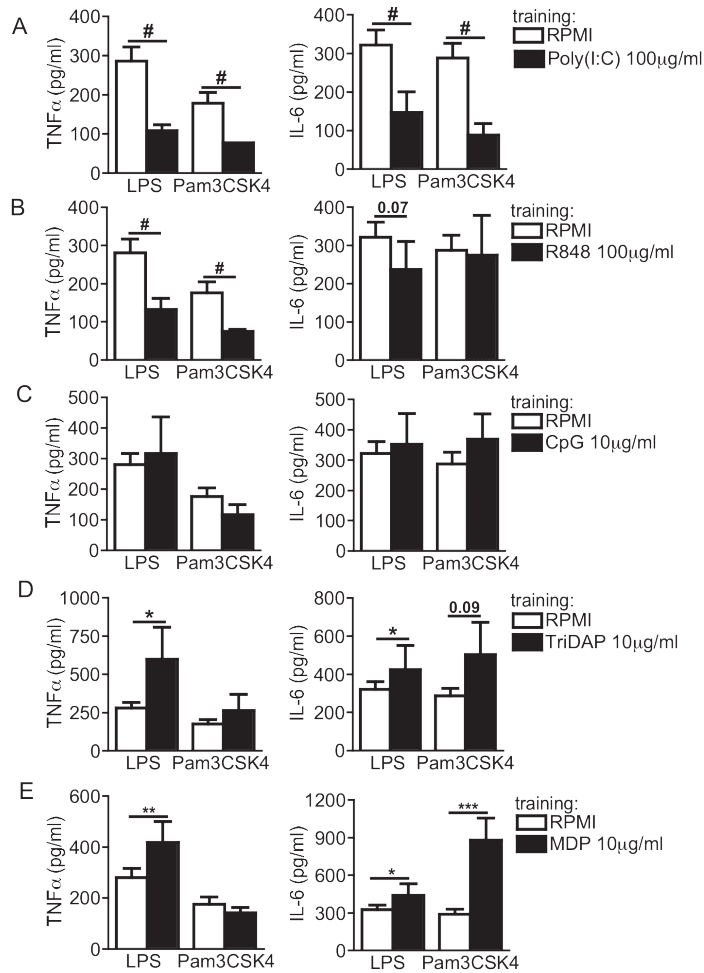 A
TNFα (pg/ml)
400
300
200
100
0
#
#
LPS Pam3CSK4
IL-6 (pg/ml)
400
300
200
100
0
#
#
LPS Pam3CSK4
training:
RPMI
Poly(I:C) 100μg/ml
B
TNFα (pg/ml)
400
300
200
100
0
#
#
LPS Pam3CSK4
IL-6 (pg/ml)
400
300
200
100
0
0.07
LPS Pam3CSK4
training:
RPMI
R848 100μg/ml
C
TNFα (pg/ml)
500
400
300
200
100
0
LPS Pam3CSK4
IL-6 (pg/ml)
500
400
300
200
100
0
LPS Pam3CSK4
training:
RPMI
CpG 10μg/ml
D
TNFα (pg/ml)
1000
750
500
250
0
*
LPS Pam3CSK4
IL-6 (pg/ml)
800
600
400
200
0
*
0.09
LPS Pam3CSK4
training:
RPMI
TriDAP 10μg/ml
E
TNFα (pg/ml)
600
400
200
0
**
LPS Pam3CSK4
IL-6 (pg/ml)
1200
900
600
300
0
*
***
LPS Pam3CSK4
training:
RPMI
MDP 10μg/ml